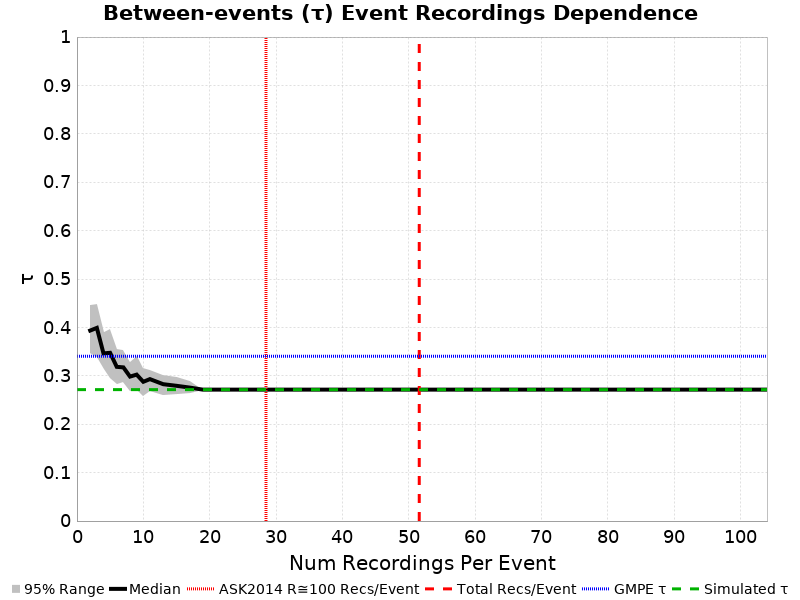 Between-events (τ) Event Recordings Dependence
1
0.9
0.8
0.7
0.6
0.5
0.4
0.3
0.2
0.1
0
τ
0 10 20 30 40 50 60 70 80 90 100
Num Recordings Per Event
95% Range Median ASK2014 R≅100 Recs/Event Total Recs/Event GMPE τ Simulated τ